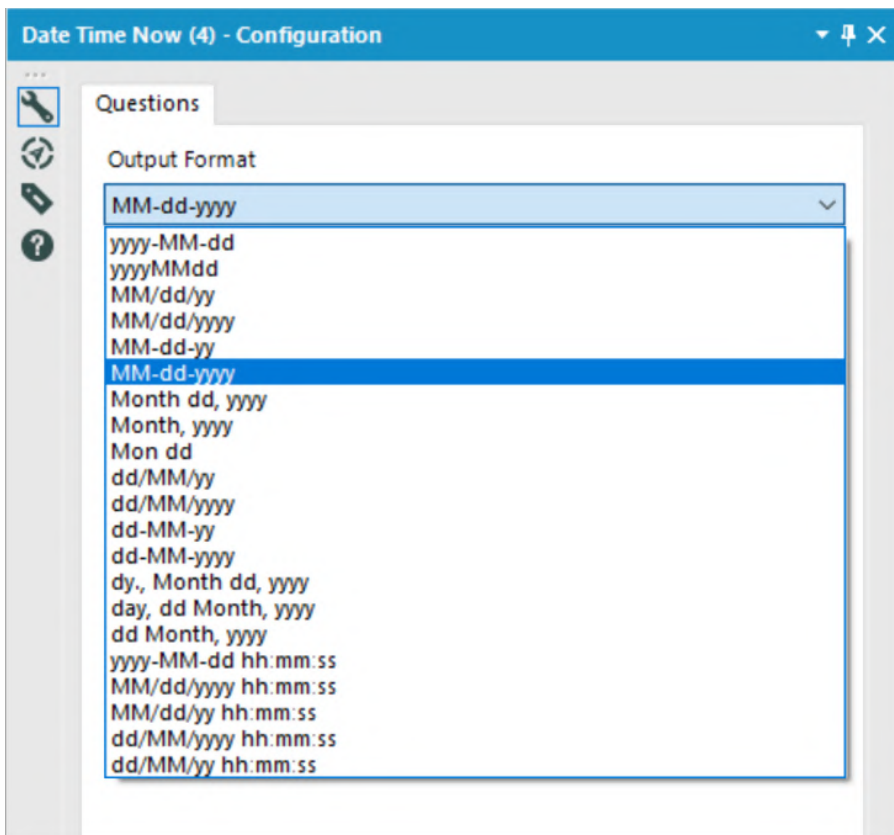 Date Time Now (4) - Configuration
Questions
Output Format
MM-dd-yyyy
yyyy-MM-dd
yyyyMMdd
MM/dd/yy
MM/dd/yyyy
MM-dd-yy
MM-dd-yyyy
Month dd, yyyy
Month, yyyy
Mon dd
dd/MM/yy
dd/MM/yyyy
dd-MM-yy
dd-MM-yyyy
dy., Month dd, yyyy
day, dd Month, yyyy
dd Month, yyyy
yyyy-MM-dd hh:mm:ss
MM/dd/yyyy hh:mm:ss
MM/dd/yy hh:mm:ss
dd/MM/yyyy hh:mm:ss
dd/MM/yy hh:mm:ss